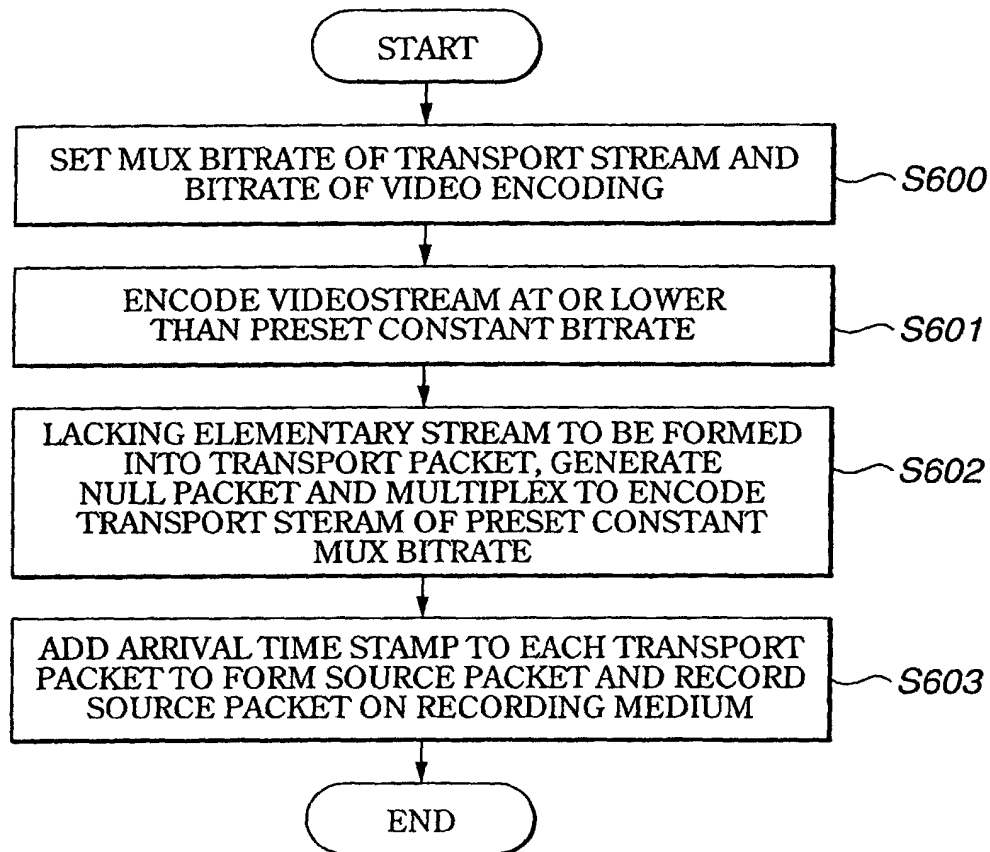 START
SET MUX BITRATE OF TRANSPORT STREAM AND
BITRATE OF VIDEO ENCODING
S600
ENCODE VIDEOSTREAM AT OR LOWER
THAN PRESET CONSTANT BITRATE
S601
LACKING ELEMENTARY STREAM TO BE FORMED
INTO TRANSPORT PACKET, GENERATE
NULL PACKET AND MULTIPLEX TO ENCODE
TRANSPORT STERAM OF PRESET CONSTANT
MUX BITRATE
S602
ADD ARRIVAL TIME STAMP TO EACH TRANSPORT
PACKET TO FORM SOURCE PACKET AND RECORD
SOURCE PACKET ON RECORDING MEDIUM
S603
END